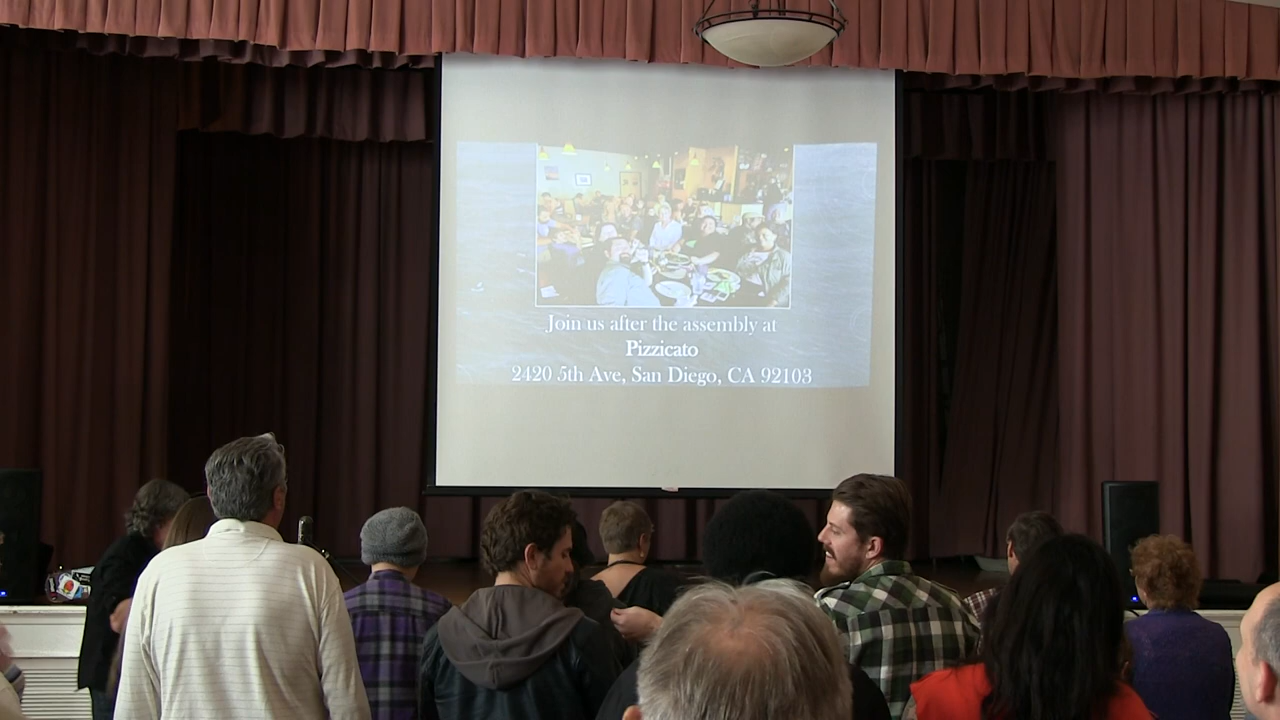 Join us after the assembly at
Pizzicato
2420 5th Ave, San Diego, CA 92103